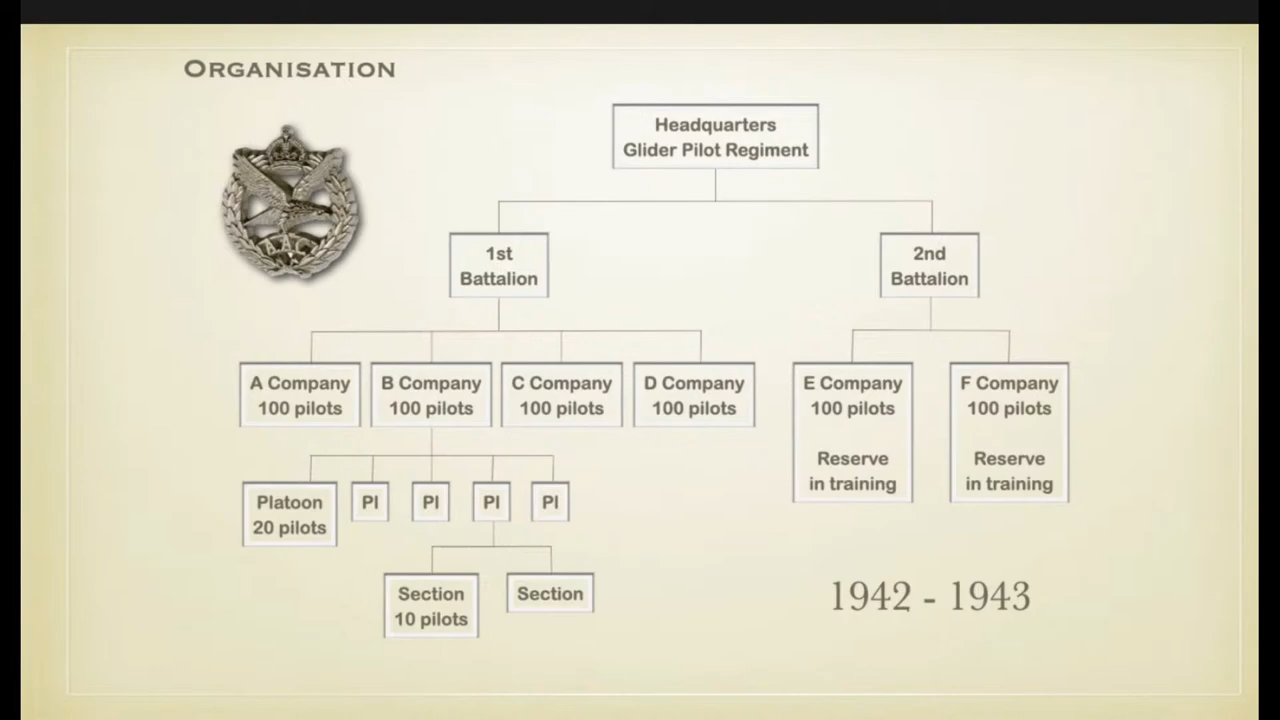 ORGANISATION
Headquarters
Glider Pilot Regiment
1st
Battalion
2nd
Battalion
A Company
100 pilots
B Company
100 pilots
C Company
100 pilots
D Company
100 pilots
E Company
100 pilots
Reserve
in training
F Company
100 pilots
Reserve
in training
Platoon
20 pilots
Pl
Pl
Pl
Pl
Section
10 pilots
Section
1942 - 1943
AAC